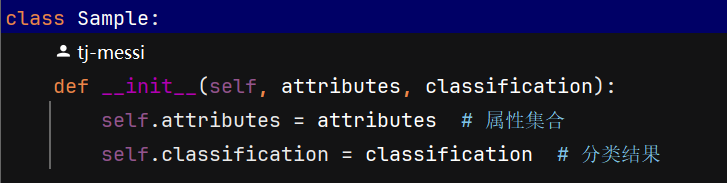 class Sample:
tj-messi
def __init__(self, attributes, classification):
self.attributes = attributes  # 属性集合
self.classification = classification  # 分类结果